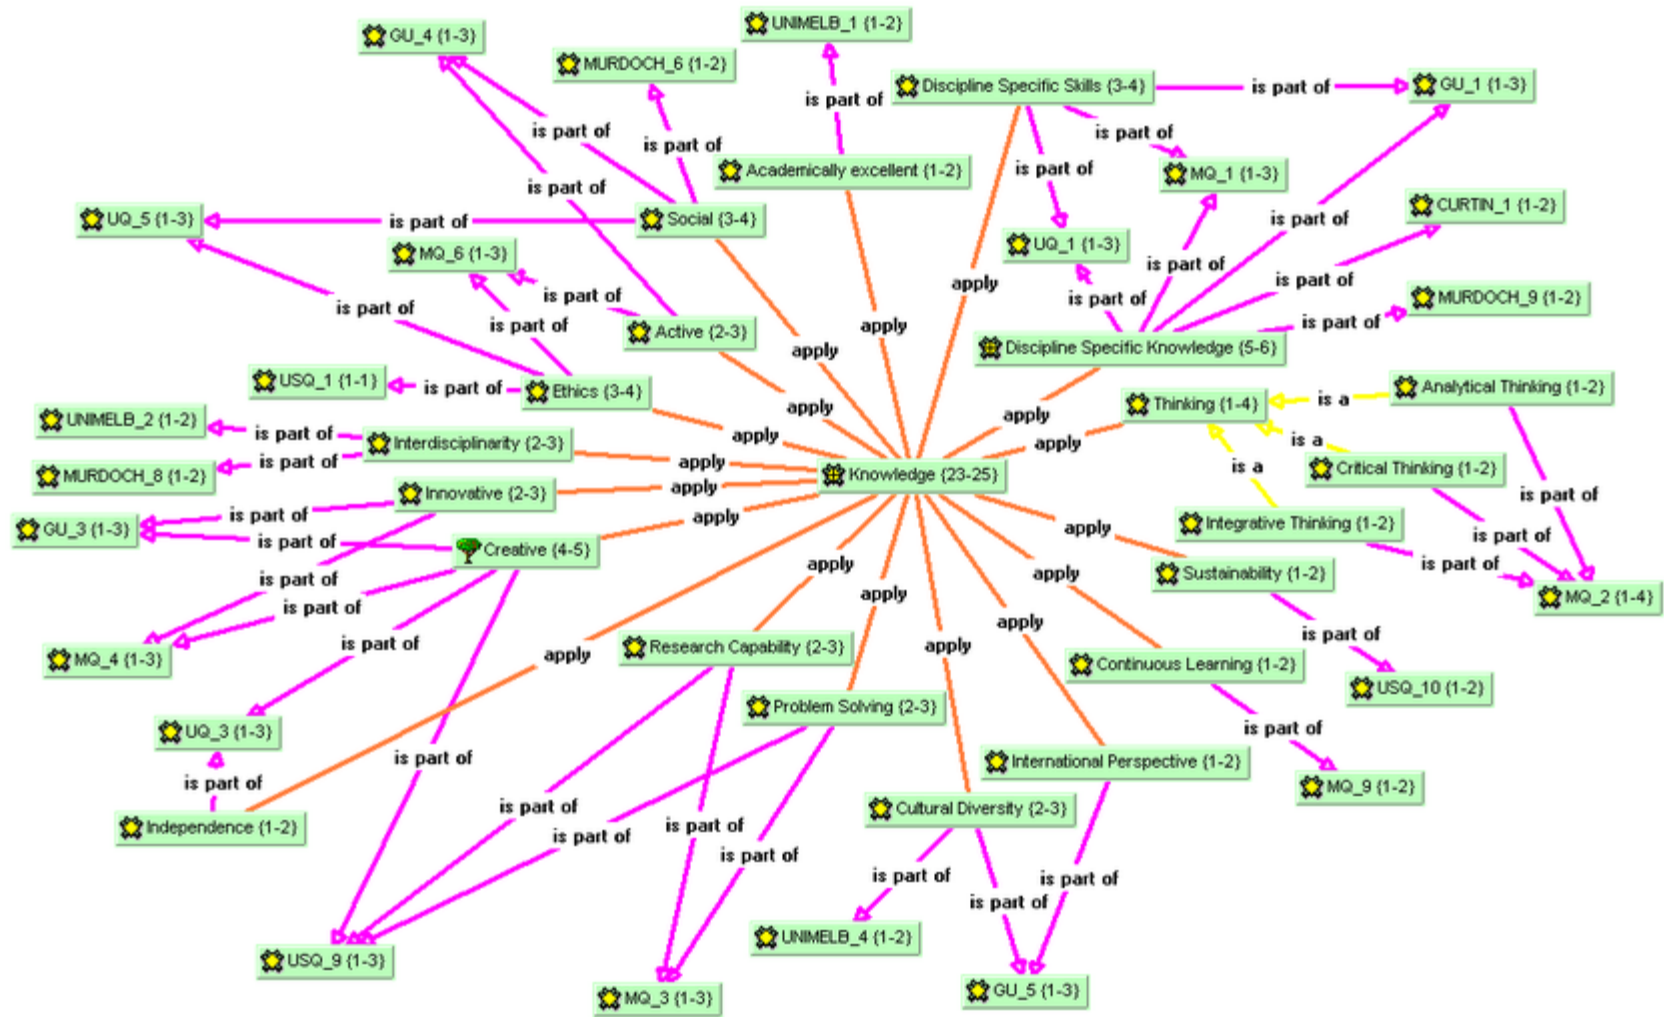 UNIMELB_1 {1-2}
GU_4 {1-3}
MURDOCH_6 {1-2}
Discipline Specific Skills {3-4}
is part of
GU_1 {1-3}
is part of
is part of
is part of
is part of
is part of
Academically excellent {1-2}
is part of
MQ_1 {1-3}
is part of
UQ_5 {1-3}
is part of
Social {3-4}
is part of
CURTIN_1 {1-2}
MQ_6 {1-3}
UQ_1 {1-3}
is part of
apply
is part of
is part of
is part of
MURDOCH_9 {1-2}
is part of
is part of
apply
is part of
Active {2-3}
apply
Discipline Specific Knowledge {5-6}
USQ_1 {1-1}
is part of
Ethics {3-4}
apply
apply
Thinking {1-4}
is a
Analytical Thinking {1-2}
UNIMELB_2 {1-2}
is part of
Interdisciplinarity {2-3}
apply
apply
is a
MURDOCH_8 {1-2}
is part of
apply
Knowledge {23-25}
is a
Critical Thinking {1-2}
Innovative {2-3}
apply
is part of
GU_3 {1-3}
is part of
apply
apply
Integrative Thinking {1-2}
is part of
is part of
Creative {4-5}
apply
apply
is part of
is part of
is part of
apply
Sustainability {1-2}
MQ_2 {1-4}
is part of
apply
Research Capability {2-3}
apply
apply
is part of
MQ_4 {1-3}
Continuous Learning {1-2}
USQ_10 {1-2}
UQ_3 {1-3}
Problem Solving {2-3}
is part of
is part of
is part of
International Perspective {1-2}
MQ_9 {1-2}
Independence {1-2}
is part of
is part of
is part of
is part of
Cultural Diversity {2-3}
is part of
is part of
is part of
USQ_9 {1-3}
UNIMELB_4 {1-2}
MQ_3 {1-3}
GU_5 {1-3}